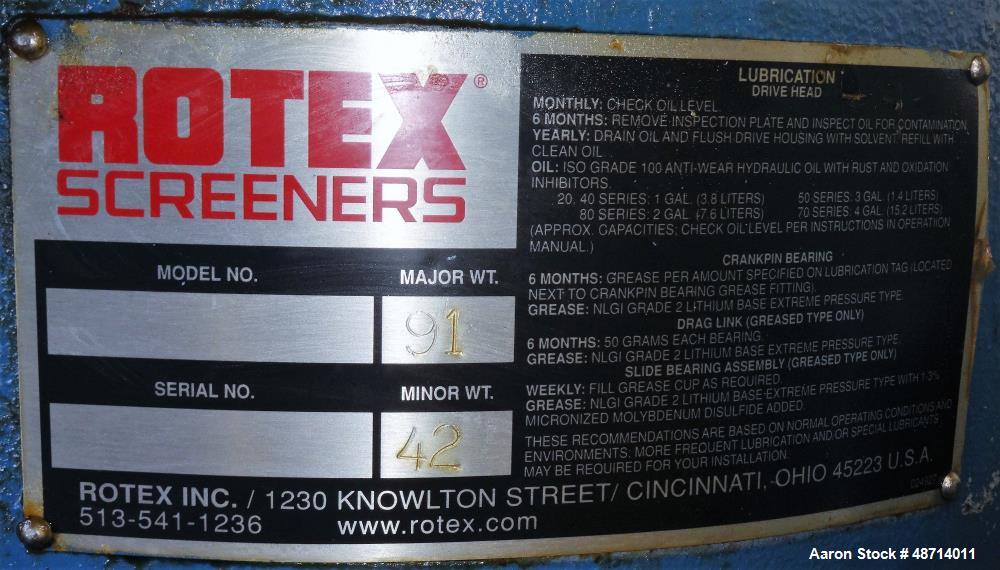 ROTEX®
SCREENERS
MODEL NO.
MAJOR WT.
91
SERIAL NO.
MINOR WT.
42
LUBRICATION
DRIVE HEAD
MONTHLY: CHECK OIL LEVEL.
6 MONTHS: REMOVE INSPECTION PLATE AND INSPECT OIL FOR CONTAMINATION
YEARLY: DRAIN OIL AND FLUSH DRIVE HOUSING WITH SOLVENT. REFILL WITH
CLEAN OIL
OIL: ISO GRADE 100 ANTI-WEAR HYDRAULIC OIL WITH RUST AND OXIDATION
INHIBITORS.
20, 40 SERIES: 1 GAL. (3.8 LITERS) 50 SERIES: 3 GAL (1.4 LITERS)
80 SERIES: 2 GAL. (7.6 LITERS) 70 SERIES: 4 GAL (15.2 LITERS)
(APPROX. CAPACITIES; CHECK OIL LEVEL PER INSTRUCTIONS IN OPERATION
MANUAL.)
CRANKPIN BEARING
6 MONTHS: GREASE PER AMOUNT SPECIFIED ON LUBRICATION TAG (LOCATED
NEXT TO CRANKPIN BEARING GREASE FITTING).
GREASE: NLGI GRADE 2 LITHIUM BASE EXTREME PRESSURE TYPE.
DRAG LINK (GREASED TYPE ONLY)
6 MONTHS: 50 GRAMS EACH BEARING.
GREASE: NLGI GRADE 2 LITHIUM BASE EXTREME PRESSURE TYPE.
SLIDE BEARING ASSEMBLY (GREASED TYPE ONLY)
WEEKLY: FILL GREASE CUP AS REQUIRED.
GREASE: NLGI GRADE 2 LITHIUM BASE EXTREME PRESSURE TYPE WITH 1-3%
MICRONIZED MOLYBDENUM DISULFIDE ADDED.
THESE RECOMMENDATIONS ARE BASED ON NORMAL OPERATING CONDITIONS AND
ENVIRONMENTS. MORE FREQUENT LUBRICATION AND/OR SPECIAL LUBRICANTS
MAY BE REQUIRED FOR YOUR INSTALLATION.
ROTEX INC. / 1230 KNOWLTON STREET/ CINCINNATI, OHIO 45223 U.S.A.
513-541-1236 www.rotex.com
Aaron Stock # 48714011